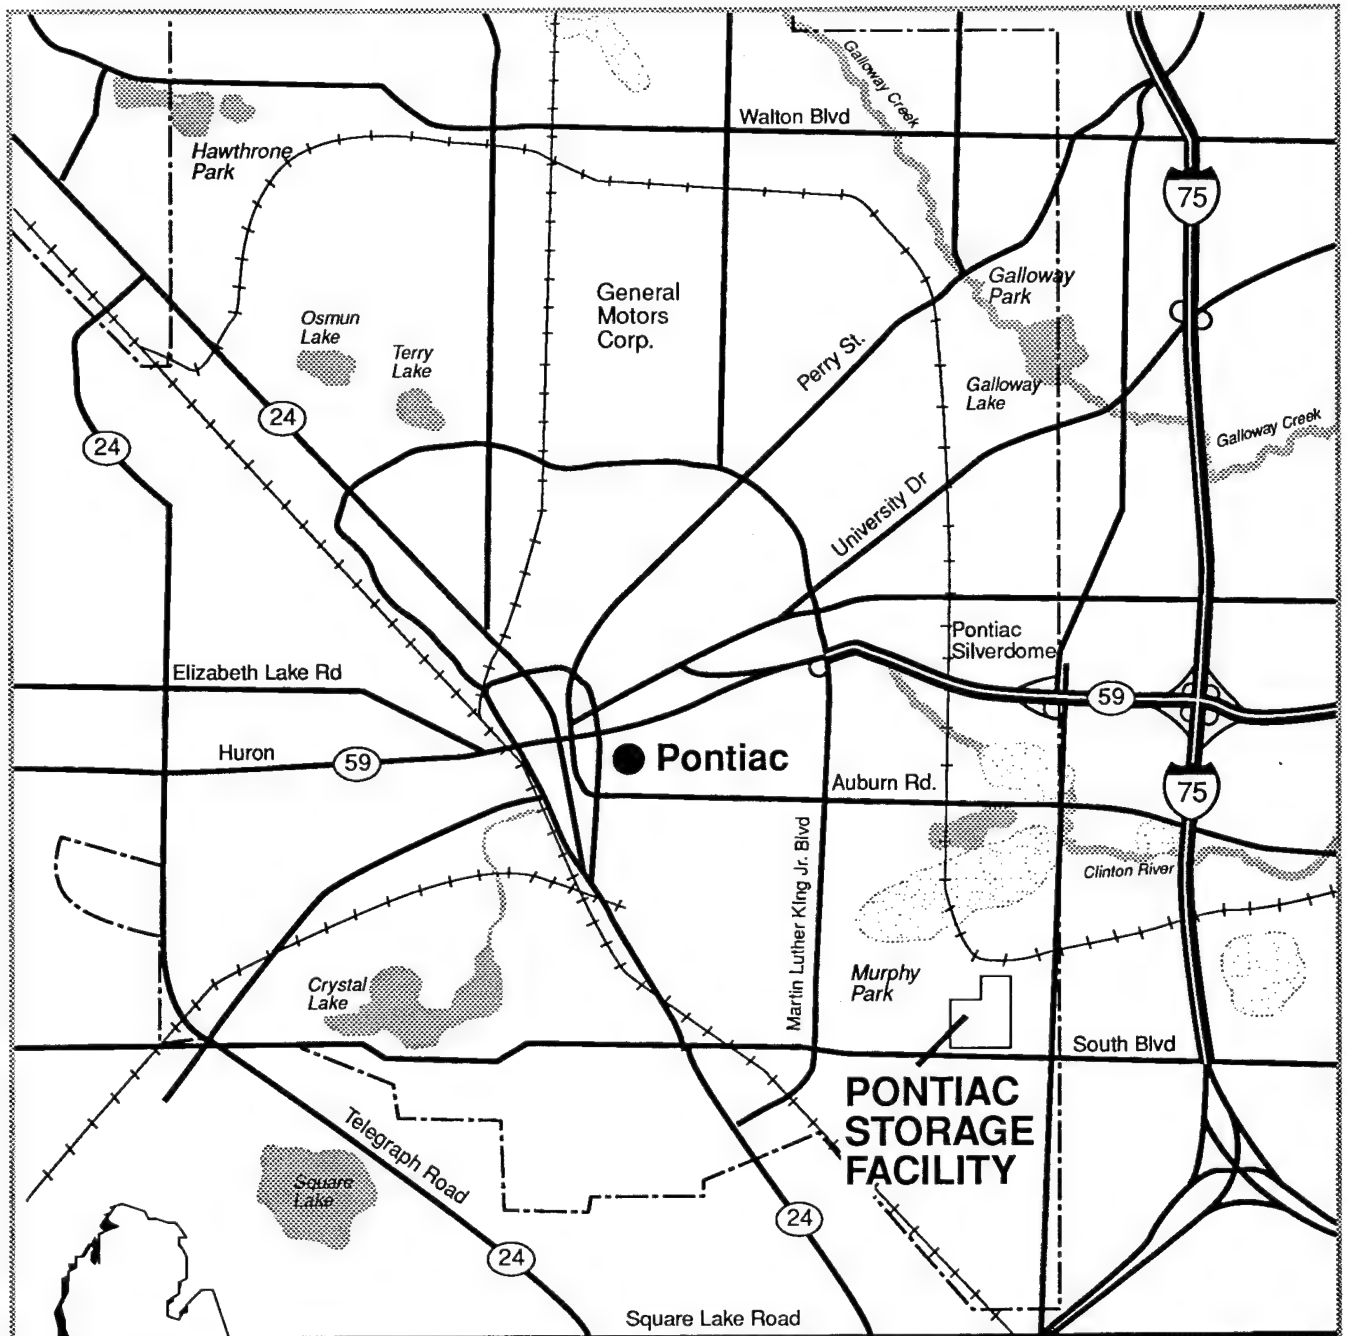 Galloway Creek
Walton Blvd
Hawthrone
Park
75
General
Motors
Corp.
Galloway
Park
Osmun
Lake
Terry
Lake
Perry St.
Galloway
Lake
24
24
Galloway Creek
University Dr
Pontiac
Silverdome
Elizabeth Lake Rd
59
Huron
59
Pontiac
Auburn Rd.
75
Martin Luther King Jr. Blvd
Clinton River
Crystal
Lake
Murphy
Park
South Blvd
PONTIAC
STORAGE
FACILITY
Telegraph Road
Square
Lake
24
24
Square Lake Road